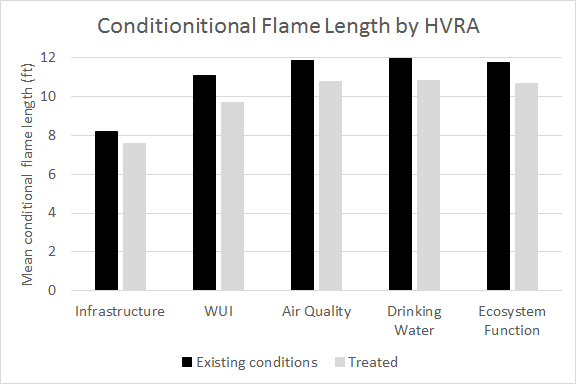 Conditionitional Flame Length by HVRA
Mean conditional flame length (ft)
12
10
8
6
4
2
0
Infrastructure
WUI
Air Quality
Drinking
Water
Ecosystem
Function
Existing conditions
Treated